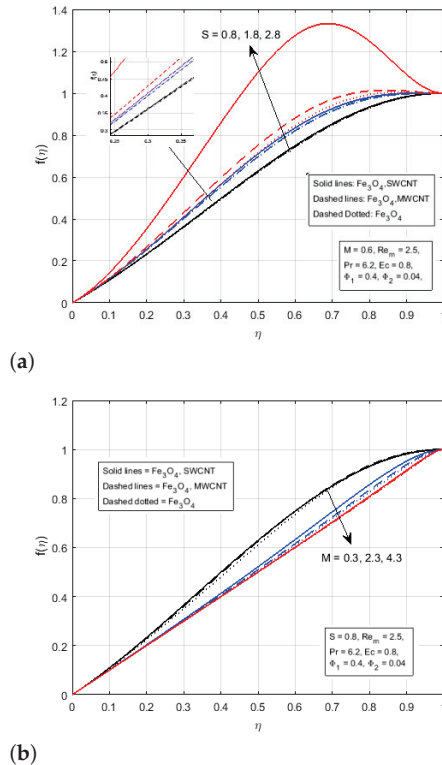 1.4
1.2
1
0.8
0.6
0.4
0.2
0
f(η)
0.25 0.3 0.35
S = 0.8, 1.8, 2.8
Solid lines: Fe3O4,SWCNT
Dashed lines: Fe3O4,MWCNT
Dashed Dotted: Fe3O4
M = 0.6, Rem = 2.5,
Pr = 6.2, Ec = 0.8,
Φ1 = 0.4, Φ2 = 0.04,
0 0.1 0.2 0.3 0.4 0.5 0.6 0.7 0.8 0.9 1
η
(a)
1.2
1
0.8
0.6
0.4
0.2
0
f(η)
Solid lines = Fe3O4, SWCNT
Dashed lines = Fe3O4, MWCNT
Dashed dotted = Fe3O4
M = 0.3, 2.3, 4.3
S = 0.8, Rem = 2.5,
Pr = 6.2, Ec = 0.8,
Φ1 = 0.4, Φ2 = 0.04
0 0.1 0.2 0.3 0.4 0.5 0.6 0.7 0.8 0.9 1
η
(b)